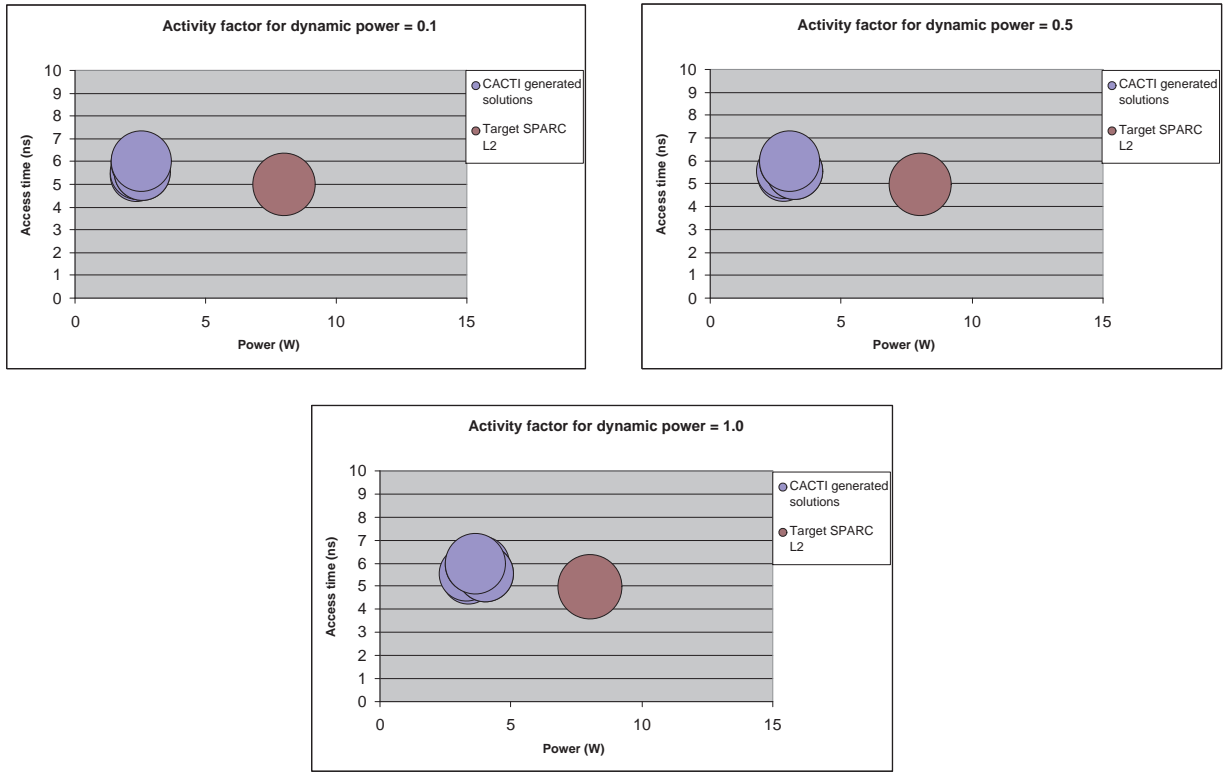 Activity factor for dynamic power = 0.1
10
9
8
7
6
5
4
3
2
1
0
Access time (ns)
0 5 10 15
Power (W)
CACTI generated
solutions
Target SPARC
L2
Activity factor for dynamic power = 0.5
10
9
8
7
6
5
4
3
2
1
0
Access time (ns)
0 5 10 15
Power (W)
CACTI generated
solutions
Target SPARC
L2
Activity factor for dynamic power = 1.0
10
9
8
7
6
5
4
3
2
1
0
Access time (ns)
0 5 10 15
Power (W)
CACTI generated
solutions
Target SPARC
L2